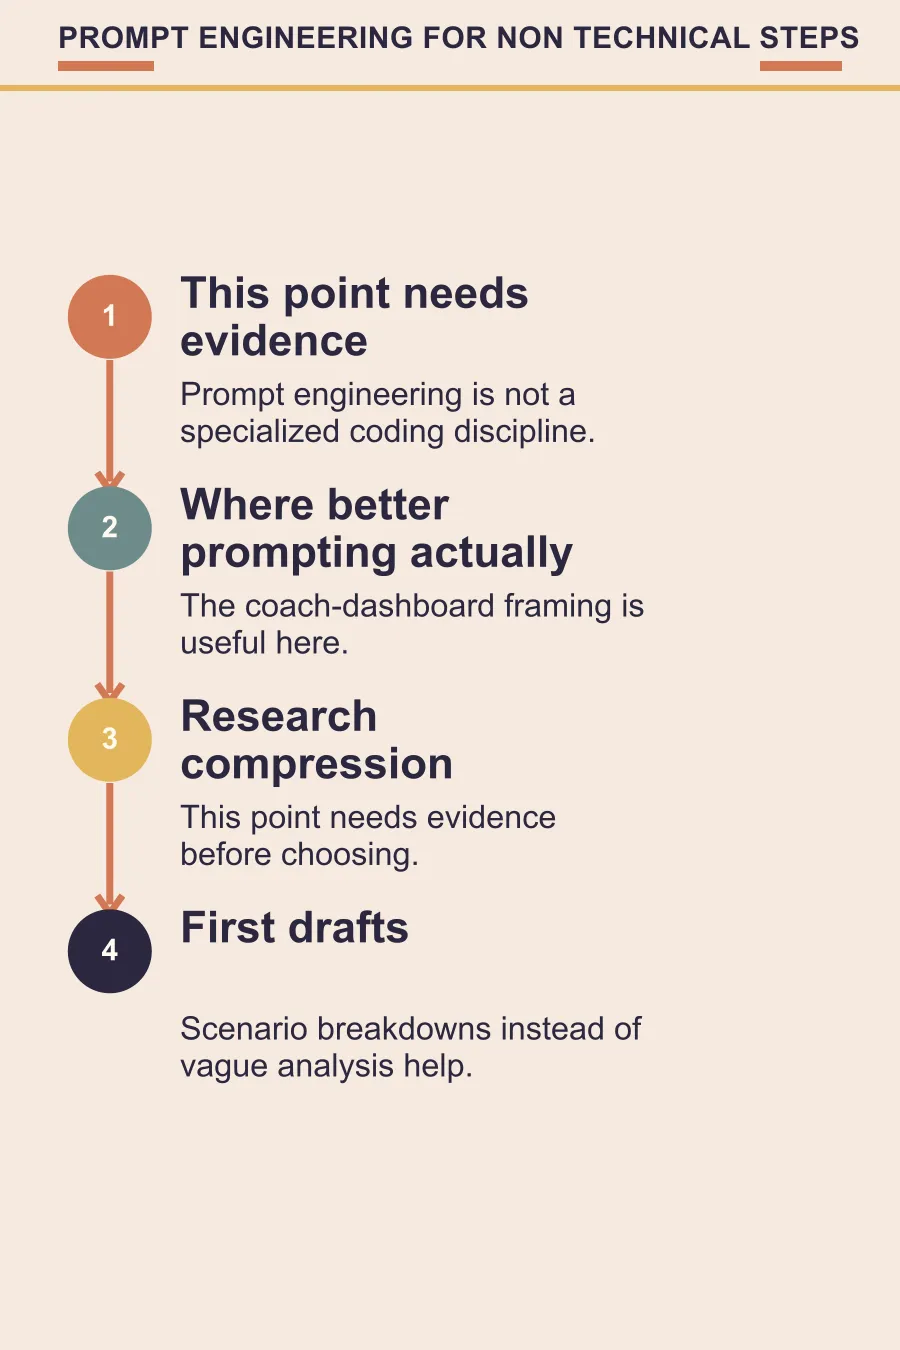 PROMPT ENGINEERING FOR NON TECHNICAL STEPS
1
This point needs
evidence
Prompt engineering is not a
specialized coding discipline.
2
Where better
prompting actually
The coach-dashboard framing is
useful here.
3
Research
compression
This point needs evidence
before choosing.
4
First drafts
Scenario breakdowns instead of
vague analysis help.